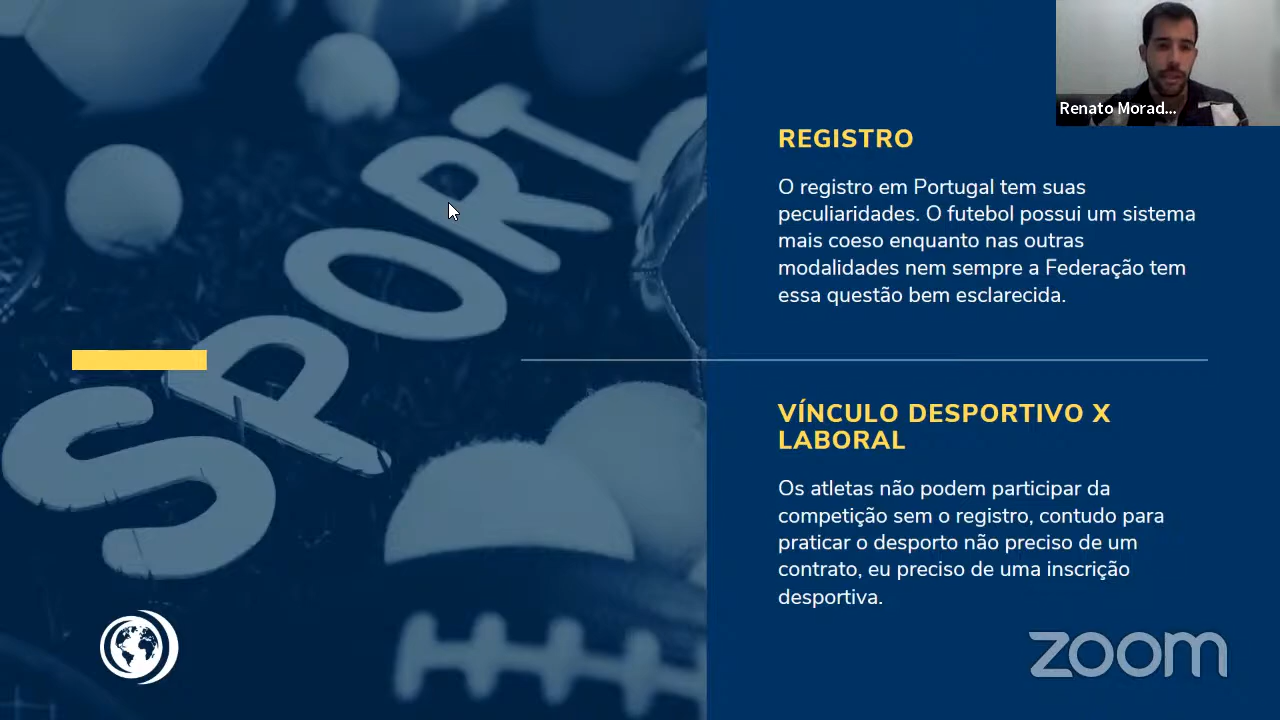 SPORT
Renato Morad...
REGISTRO
O registro em Portugal tem suas
peculiaridades. O futebol possui um sistema
mais coeso enquanto nas outras
modalidades nem sempre a Federação tem
essa questão bem esclarecida.
VÍNCULO DESPORTIVO X
LABORAL
Os atletas não podem participar da
competição sem o registro, contudo para
praticar o desporto não preciso de um
contrato, eu preciso de uma inscrição
desportiva.
zoom